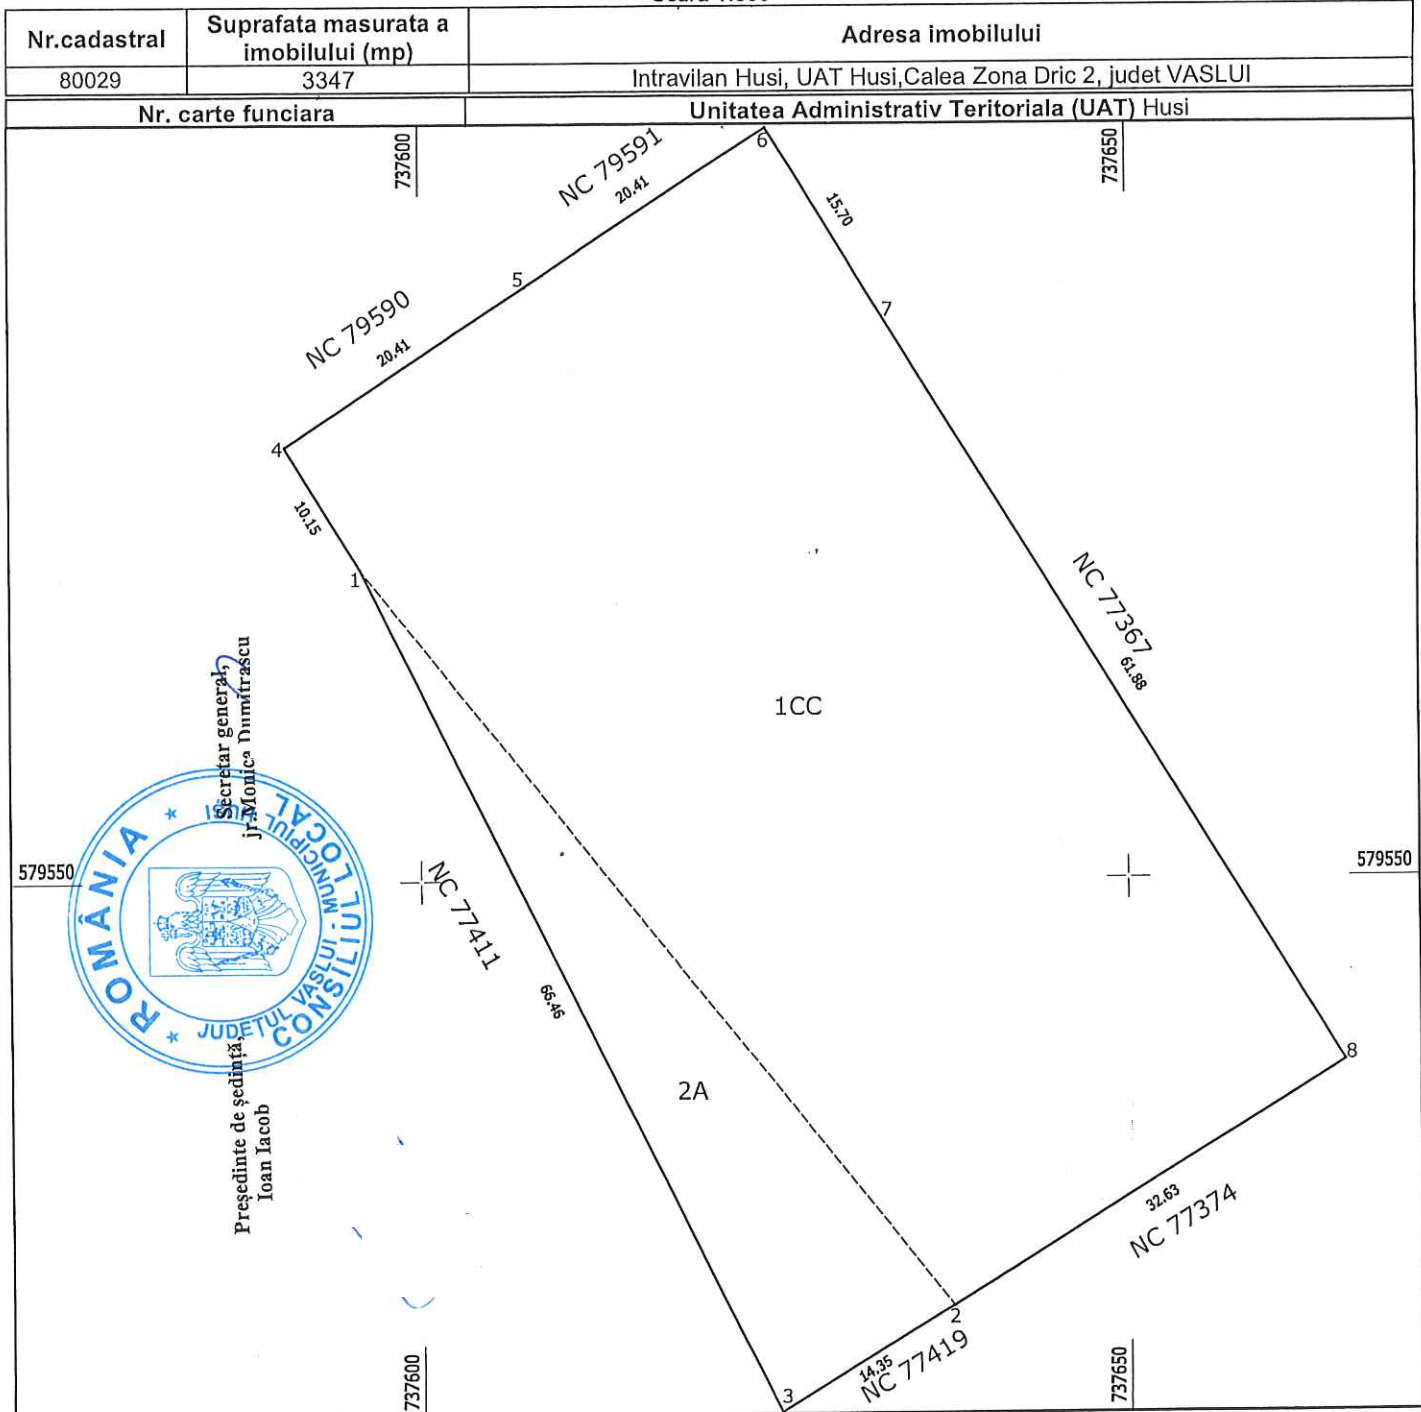 Nr.cadastral
Suprafata masurata a
imobilului (mp)
Adresa imobilului
80029
3347
Intravilan Husi, UAT Husi,Calea Zona Dric 2, judet VASLUI
Nr. carte funciara
Unitatea Administrativ Teritoriala (UAT) Husi
737600
737650
NC 79591
20.41
6
15.70
5
7
NC 79590
20.41
4
10.15
1
NC 77367
61.88
1CC
Secretar general,
jr.Monica Dumitrascu
ROMÂNIA
JUDEȚUL VASLUI - MUNICIPIUL HUȘI
CONSILIUL LOCAL
579550
579550
NC 77411
66.46
Președinte de ședință,
Ioan Iacob
2A
8
32.63
NC 77374
2
14.35
NC 77419
3
737600
737650